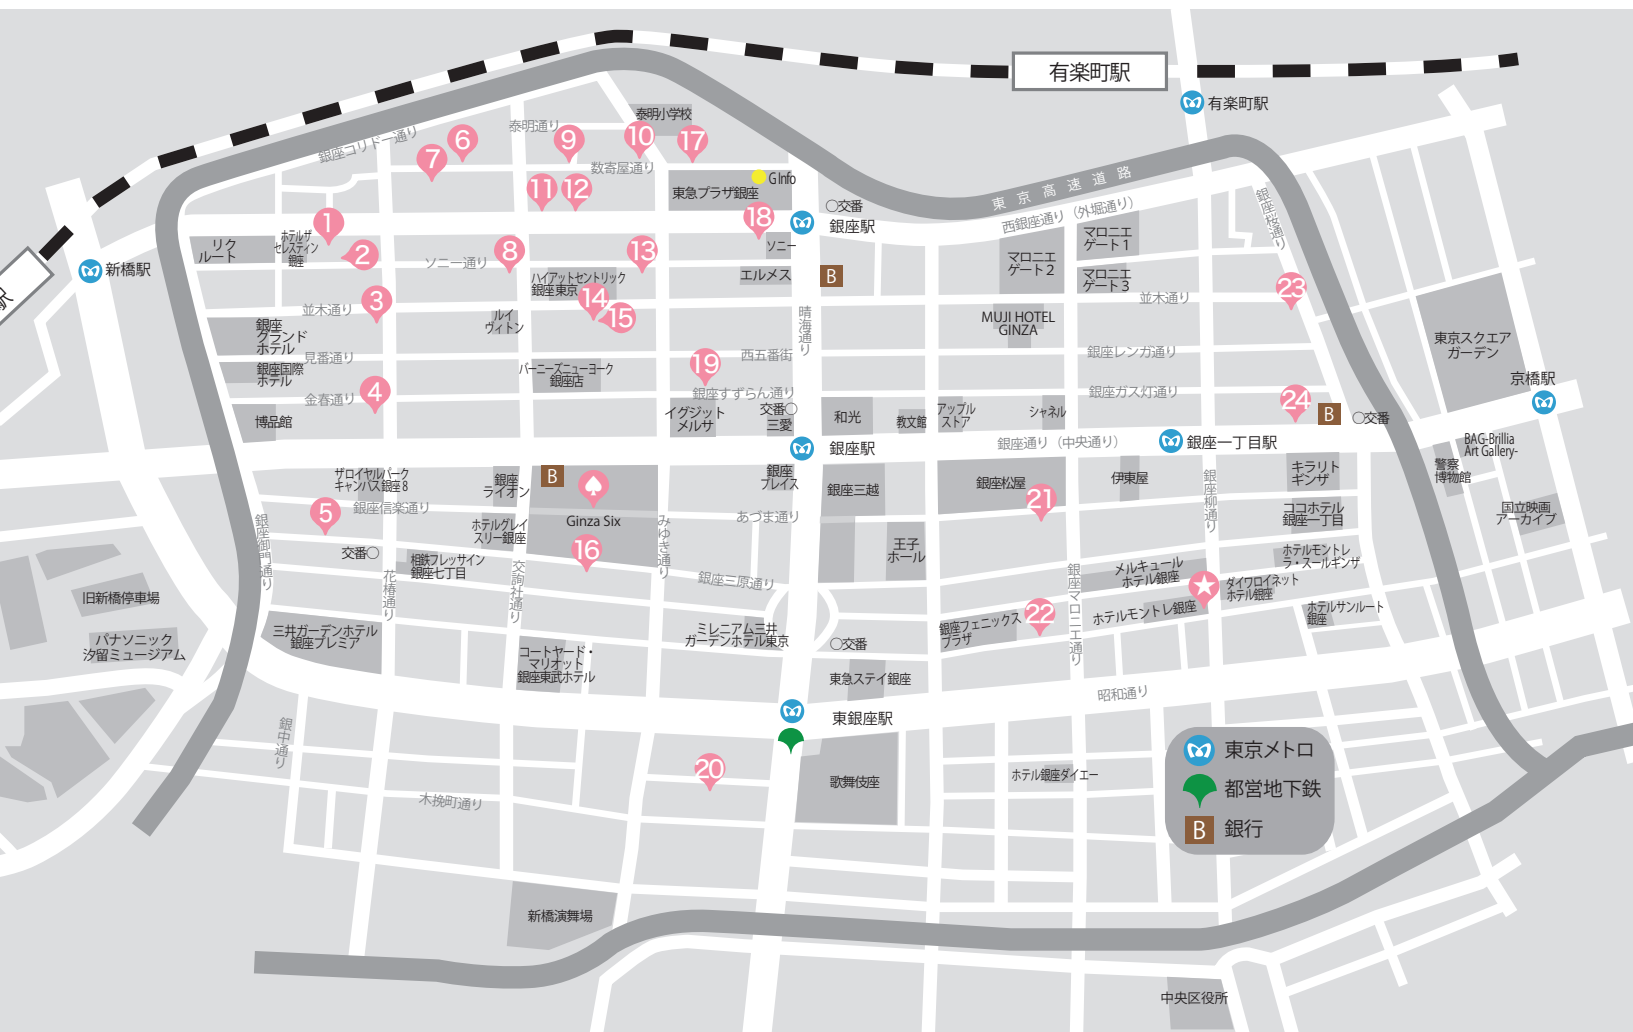 有楽町駅
有楽町駅
泰明小学校
泰明通り
銀座コリドー通り
6
7
9
10
17
数寄屋通り
11
12
東急プラザ銀座
G Info
東京高速道路
西銀座通り（外堀通り）
銀座桜通り
18
〇交番
銀座駅
1
リク
ルート
ホテルザ
セレスティン
銀座
2
ソニー通り
8
13
ソニー
エルメス
B
マロニエ
ゲート1
マロニエ
ゲート2
マロニエ
ゲート3
新橋駅
駅
ハイアットセントリック
銀座東京
14
15
並木通り
3
並木通り
23
ルイ
ヴィトン
晴海通り
MUJI HOTEL
GINZA
銀座
グランド
ホテル
見番通り
西五番街
銀座レンガ通り
東京スクエア
ガーデン
京橋駅
銀座国際
ホテル
バーニーズニューヨーク
銀座店
19
銀座すずらん通り
銀座ガス灯通り
金春通り
4
24
B
〇交番
博品館
イグジット
メルサ
交番〇
三愛
和光
教文館
アップル
ストア
シャネル
銀座駅
銀座通り（中央通り）
銀座一丁目駅
BAG-Brillia
Art Gallery-
警察
博物館
国立映画
アーカイブ
ザロイヤルパーク
キャンバス銀座8
銀座
ライオン
B
銀座
プレイス
銀座三越
銀座松屋
伊東屋
キラリト
ギンザ
21
銀座柳通り
5
銀座信楽通り
Ginza Six
みゆき通り
あづま通り
ココホテル
銀座一丁目
銀座御門通り
交番〇
ホテルグレイ
スリー銀座
16
王子
ホール
ホテルモントレ
ラ・スールギンザ
相鉄フレッサイン
銀座七丁目
花椿通り
交詢社通り
銀座三原通り
メルキュール
ホテル銀座
ダイワロイネット
ホテル銀座
銀座マロニエ通り
旧新橋停車場
パナソニック
汐留ミュージアム
三井ガーデンホテル
銀座プレミア
ミレニアム三井
ガーデンホテル東京
〇交番
銀座フェニックス
プラザ
22
ホテルモントレ銀座
ホテルサンルート
銀座
コートヤード・
マリオット
銀座東武ホテル
東急ステイ銀座
昭和通り
銀中通り
東銀座駅
東京メトロ
都営地下鉄
B 銀行
20
木挽町通り
歌舞伎座
ホテル銀座ダイエー
新橋演舞場
中央区役所